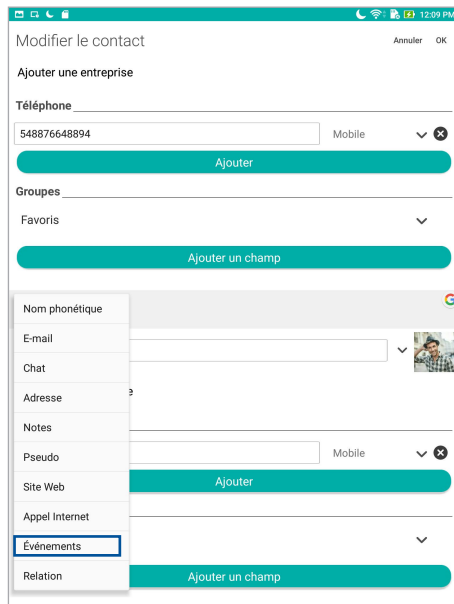 12:09 PM
Modifier le contact
Annuler OK
Ajouter une entreprise
Téléphone
548876648894 Mobile
Ajouter
Groupes
Favoris
Ajouter un champ
Nom phonétique
E-mail
Chat
Adresse
e
Notes
Pseudo
Mobile
Site Web
Ajouter
Appel Internet
Événements
Relation
Ajouter un champ